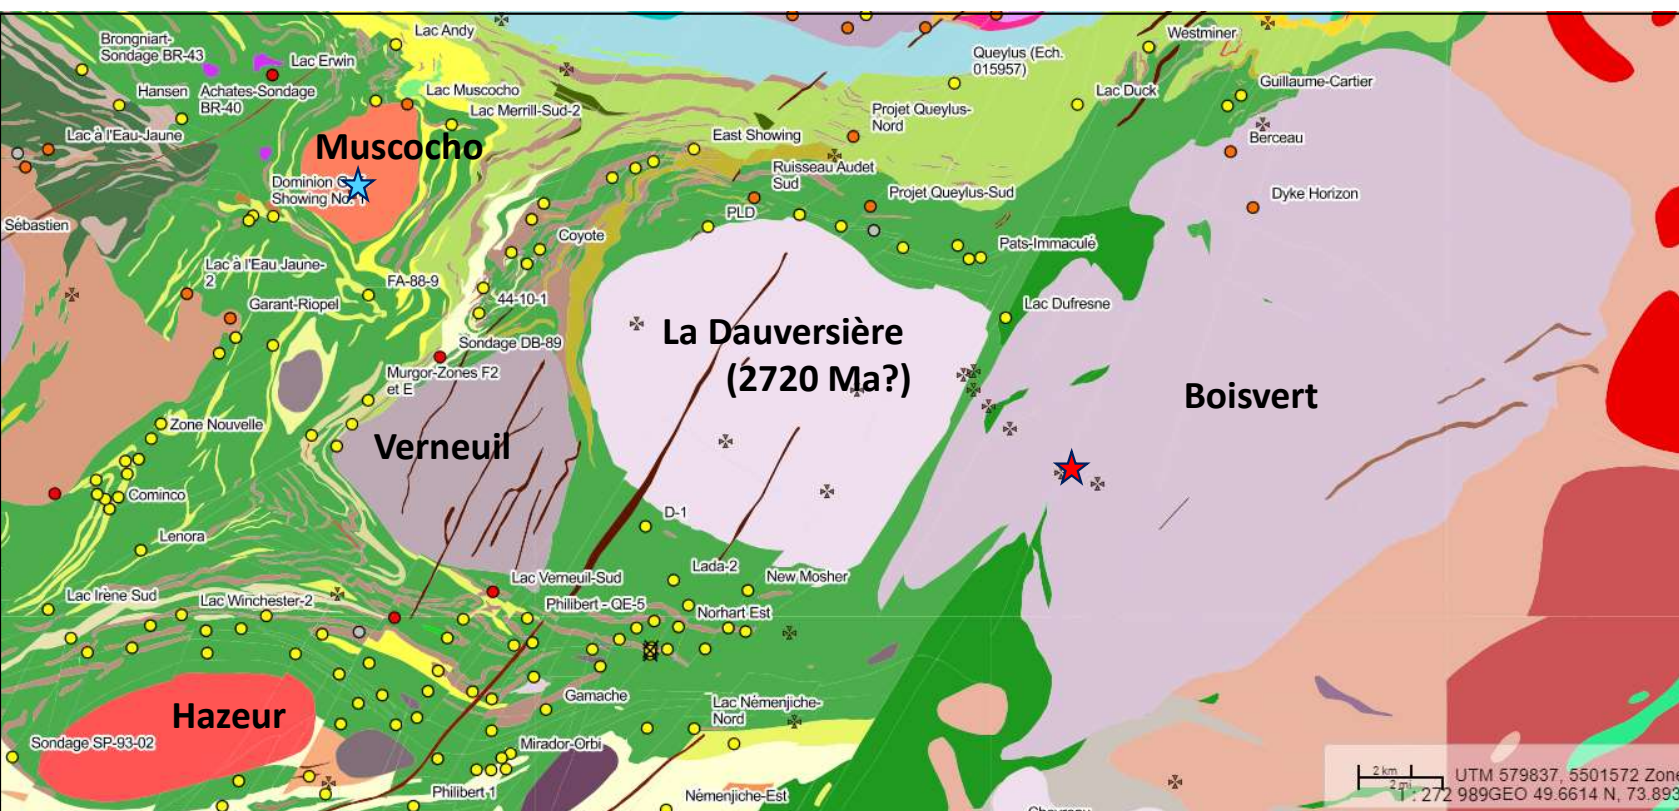 Brongniart-
Sondage BR-43
Lac Andy
Lac Erwin
Hansen
Achates-Sondage
BR-40
Lac Muscocho
Lac Merrill-Sud-2
Lac à l'Eau-Jaune
Muscocho
Dominion
Showing No.
Sébastien
Queylus (Ech.
015957)
Westminer
Lac Duck
Guillaume-Cartier
Projet Queylus-
Nord
East Showing
Berceau
Ruisseau Audet
Sud
Projet Queylus-Sud
Dyke Horizon
PLD
Coyote
Pats-Immaculé
Lac à l'Eau Jaune-
2
FA-88-9
44-10-1
Garant-Riopel
Lac Dufresne
Sondage DB-89
La Dauversière
(2720 Ma?)
Murgor-Zones F2
et E
Boisvert
Zone Nouvelle
Verneuil
Cominco
D-1
Lenora
Lada-2
New Mosher
Lac Verneuil-Sud
Lac Irène Sud
Lac Winchester-2
Philibert - QE-5
Norhart Est
Gamache
Lac Némenjiche-
Nord
Hazeur
Sondage SP-93-02
Mirador-Orbi
Philibert 1
Némenjiche-Est
2 km
2 mi
UTM 579837, 5501572 Zone
: 272 989GEO 49.6614 N, 73.893